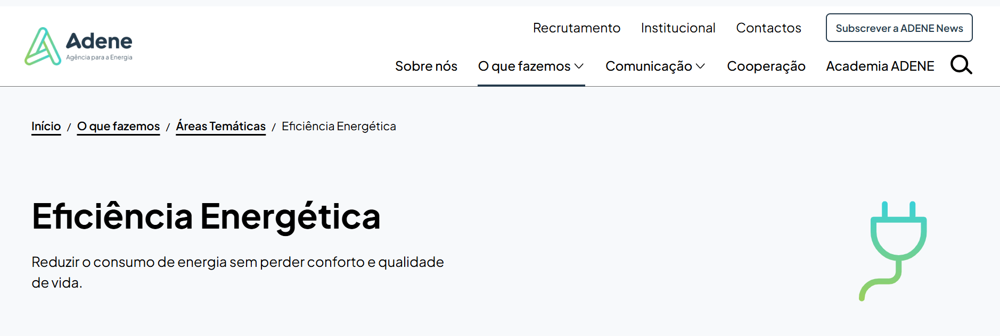 Adene
Agência para a Energia
Recrutamento Institucional Contactos Subscrever a ADENE News
Sobre nós O que fazemos Comunicação Cooperação Academia ADENE
Início / O que fazemos / Áreas Temáticas / Eficiência Energética
Eficiência Energética
Reduzir o consumo de energia sem perder conforto e qualidade
de vida.